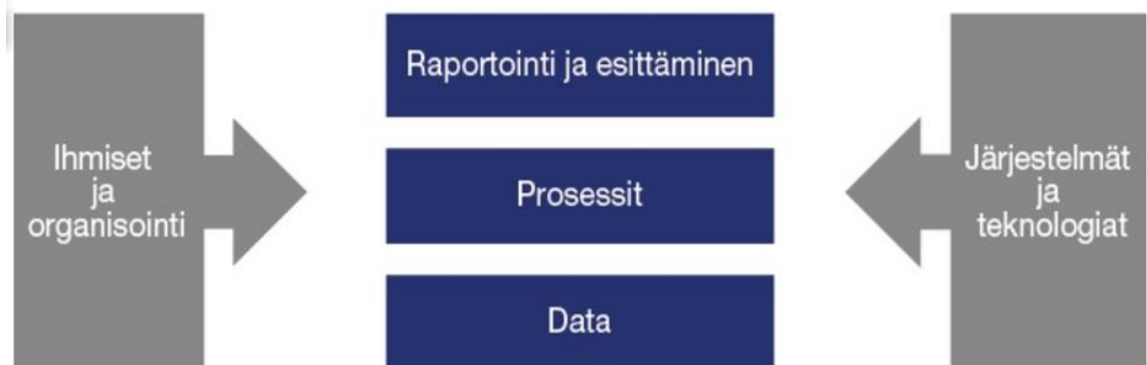 Raportointi ja esittäminen
Ihmiset
ja
organisointi
Prosessit
Järjestelmät
ja
teknologiat
Data